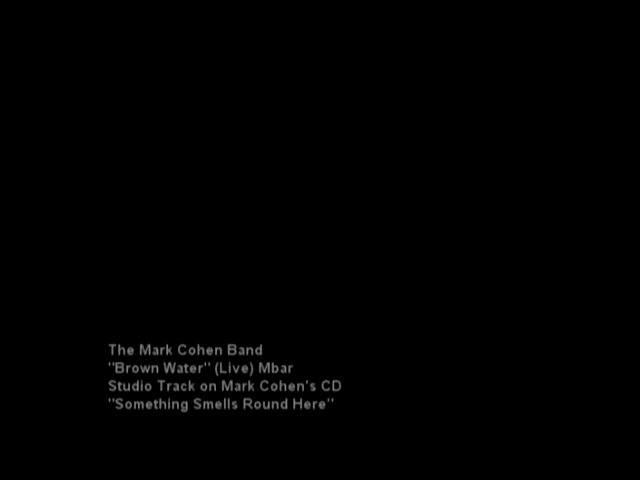 The Mark Cohen Band
"Brown Water" (Live) Mbar
Studio Track on Mark Cohen's CD
"Something Smells Round Here"